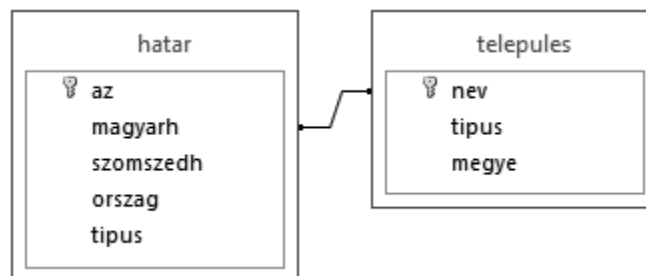 hatar
az
magyarh
szomszedh
orszag
tipus
telepules
nev
tipus
megye